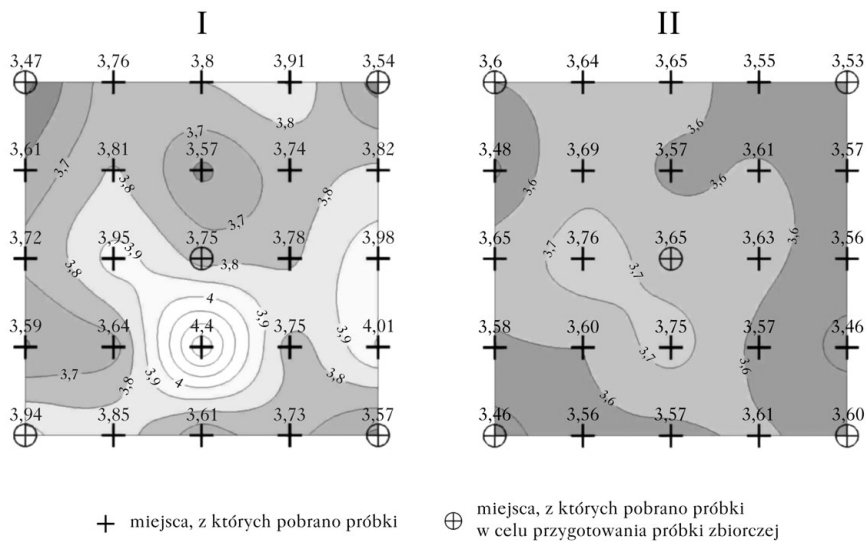 I II
3,47 3,76 3,8 3,91 3,54 3,6 3,64 3,65 3,55 3,53
3,8 3,6
3,7
3,61 3,81 3,57 3,74 3,82 3,48 3,69 3,57 3,61 3,57
3,7 3,8 3,8 3,6 3,6
3,7
3,72 3,95 3,75 3,78 3,98 3,65 3,76 3,65 3,63 3,56
3,9 3,7 3,6
3,8 3,8 3,7
4 3,9
3,59 3,64 4,4 3,75 4,01 3,58 3,60 3,75 3,57 3,46
3,9 3,7
3,7 3,8 3,9 4 3,8 3,6 3,6
3,94 3,85 3,61 3,73 3,57 3,46 3,56 3,57 3,61 3,60
miejsca, z których pobrano próbki
miejsca, z których pobrano próbki
w celu przygotowania próbki zbiorczej